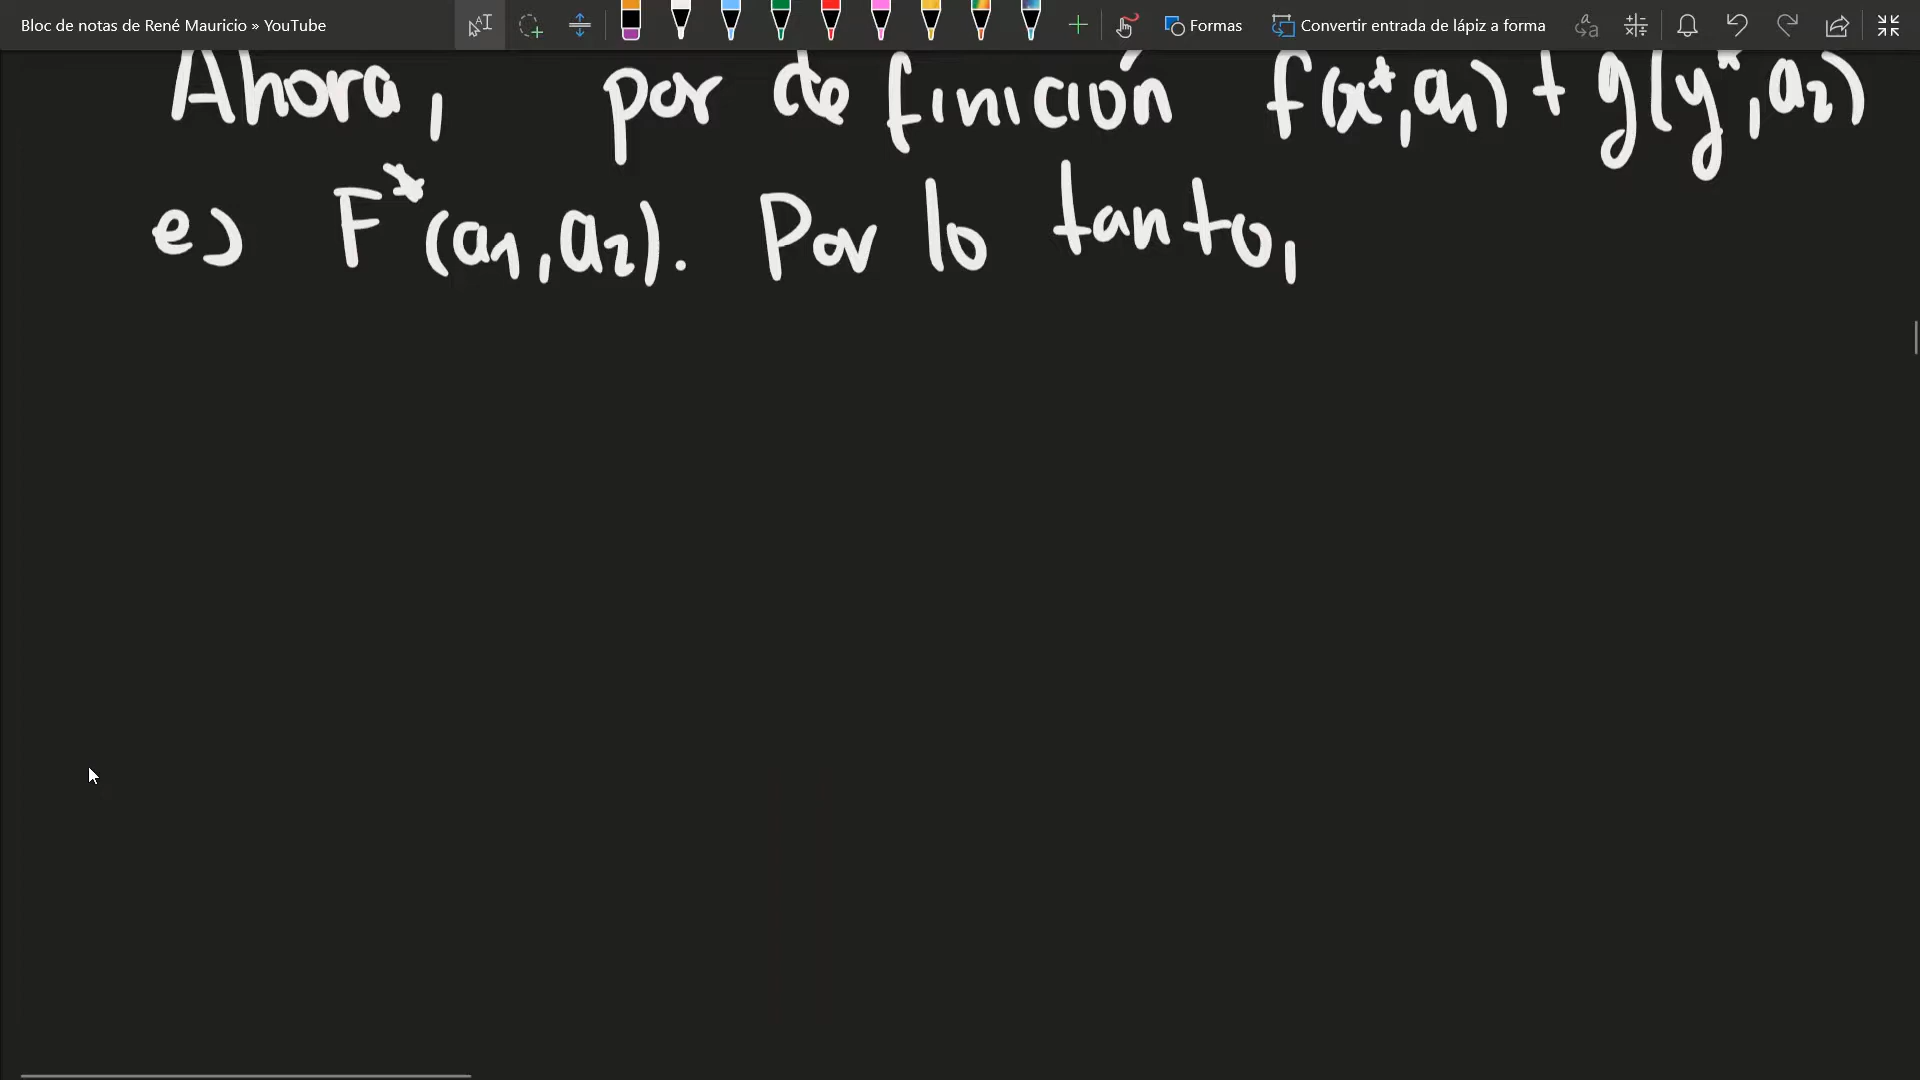 Bloc de notas de René Mauricio » YouTube
Formas
Convertir entrada de lápiz a forma
Ahora, por definición f(x*,a₁) + g(y*,a₂)
es F*(a₁,a₂). Por lo tanto,